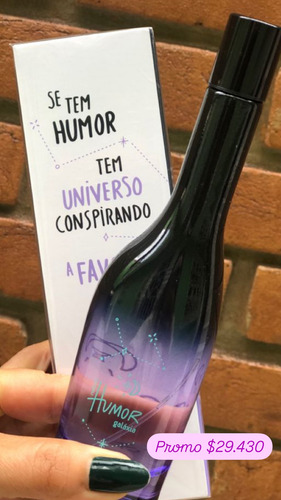 SE TEM
HUMOR
TEM
UNIVERSO
CONSPIRANDO
A FAV
HUMOR
galáxia
Promo $29.430